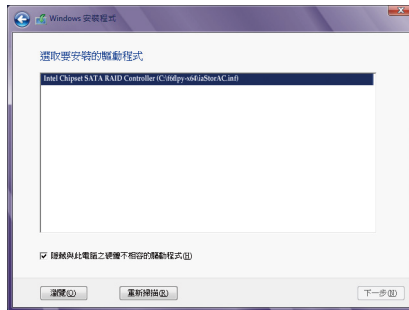 Windows 安裝程式
選取要安裝的驅動程式
Intel Chipset SATA RAID Controller (C:\f6flpy-x64\iaStorAC.inf)
隱藏與此電腦之硬體不相容的驅動程式(H)
瀏覽(O)
重新掃描(R)
下一步(N)